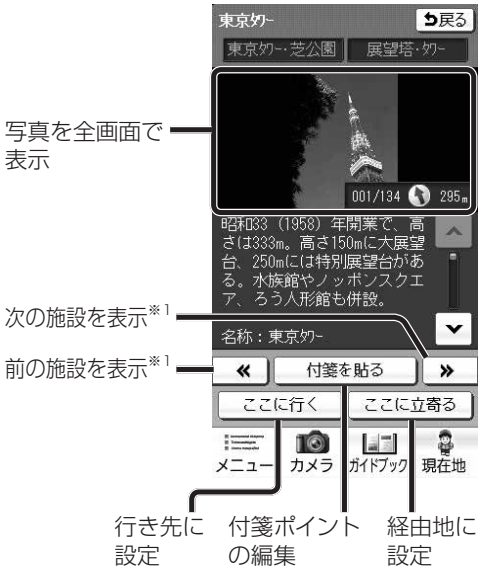 東京タワー
戻る
東京タワー・芝公園 展望塔・タワー
写真を全画面で
表示
001/134 295m
昭和33（1958）年開業で、高
さは333m。高さ150mに大展望
台、250mには特別展望台があ
る。水族館やノッポンスクエ
ア、ろう人形館も併設。
次の施設を表示※1
名称：東京タワー
前の施設を表示※1
« 付箋を貼る »
ここに行く ここに立寄る
メニュー カメラ ガイドブック 現在地
行き先に
設定
付箋ポイント
の編集
経由地に
設定